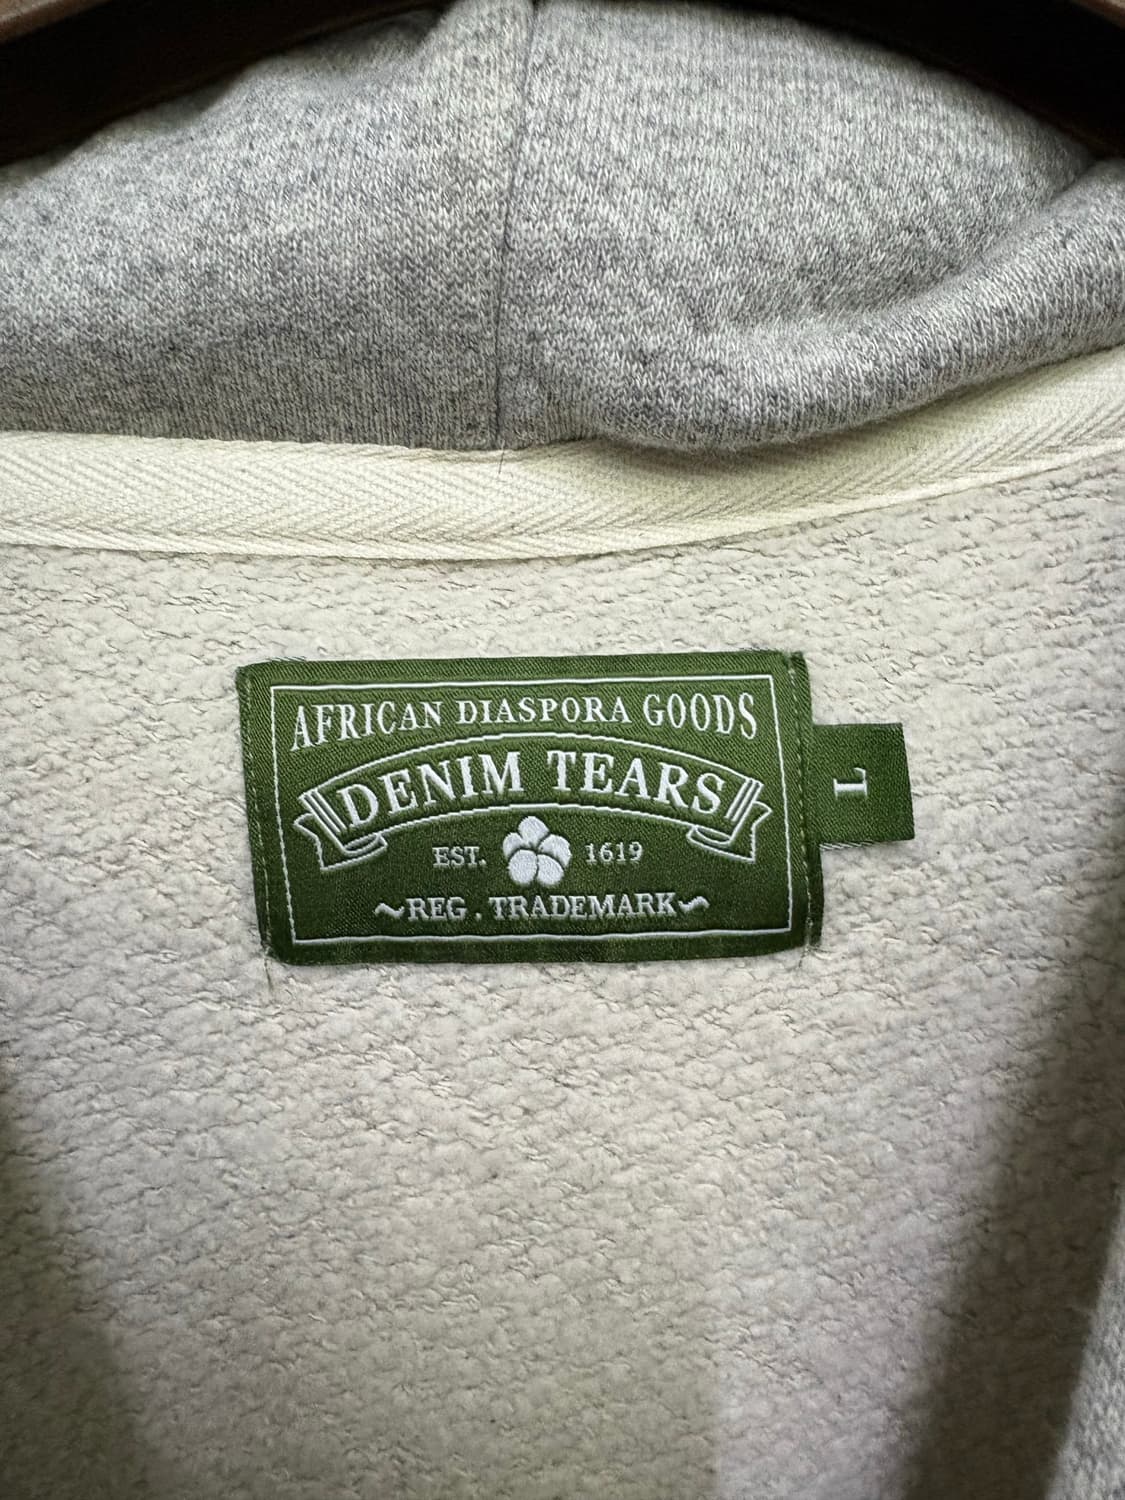 AFRICAN DIASPORA GOODS
DENIM TEARS
EST. 1619
~REG . TRADEMARK~
L